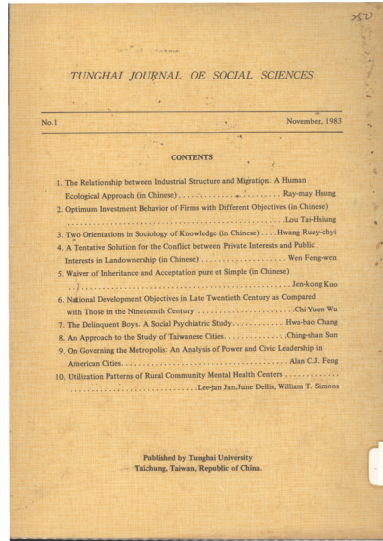 250
TUNGHAI JOURNAL OF SOCIAL SCIENCES
No.1 November, 1983
CONTENTS
1. The Relationship between Industrial Structure and Migration: A Human
Ecological Approach (in Chinese) . . . . . . . . . . . . . . . . . . . . . Ray-may Hsung
2. Optimum Investment Behavior of Firms with Different Objectives (in Chinese)
. . . . . . . . . . . . . . . . . . . . . . . . . . . . . . . . . . . . . . Lou Tai-Hsiung
3. Two Orientations in Sociology of Knowledge (in Chinese) . . . . Hwang Ruey-chyi
4. A Tentative Solution for the Conflict between Private Interests and Public
Interests in Landownership (in Chinese) . . . . . . . . . . . . . . Wen Feng-wen
5. Waiver of Inheritance and Acceptation pure et Simple (in Chinese)
. . . . . . . . . . . . . . . . . . . . . . . . . . . . . . . . . . . . . . Jen-kong Kuo
6. National Development Objectives in Late Twentieth Century as Compared
with Those in the Nineteenth Century . . . . . . . . . . . . . . . . . . Chi-Yuen Wu
7. The Delinquent Boys. A Social Psychiatric Study . . . . . . . . . . Hwa-bao Chang
8. An Approach to the Study of Taiwanese Cities. . . . . . . . . . . . . Ching-shan Sun
9. On Governing the Metropolis: An Analysis of Power and Civic Leadership in
American Cities. . . . . . . . . . . . . . . . . . . . . . . . . . . . . . Alan C.J. Feng
10. Utilization Patterns of Rural Community Mental Health Centers . . . . . . . . . . . . .
. . . . . . . . . . . . . . . . . . . . . . Lee-jan Jan, June Dellis, William T. Simons
Published by Tunghai University
Taichung, Taiwan, Republic of China.